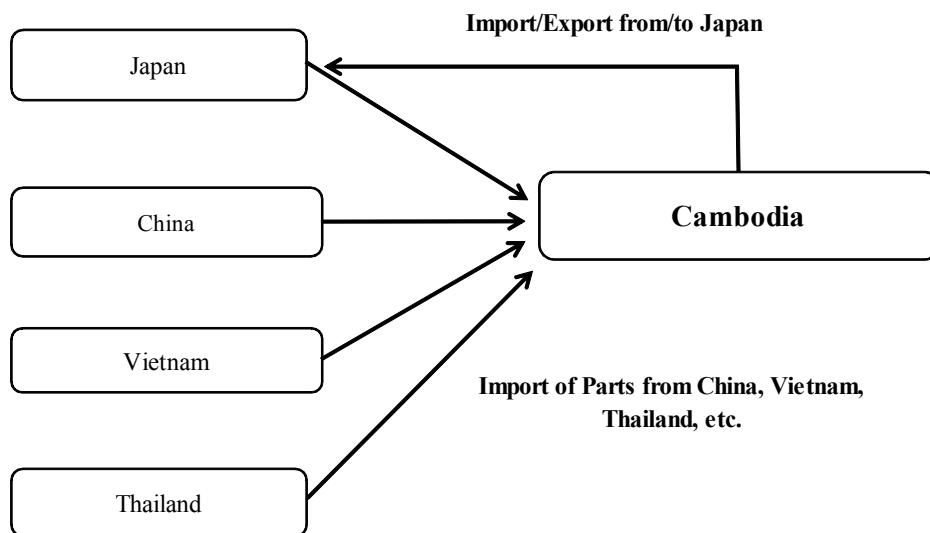 Import/Export from/to Japan
Japan
China
Cambodia
Vietnam
Import of Parts from China, Vietnam,
Thailand, etc.
Thailand